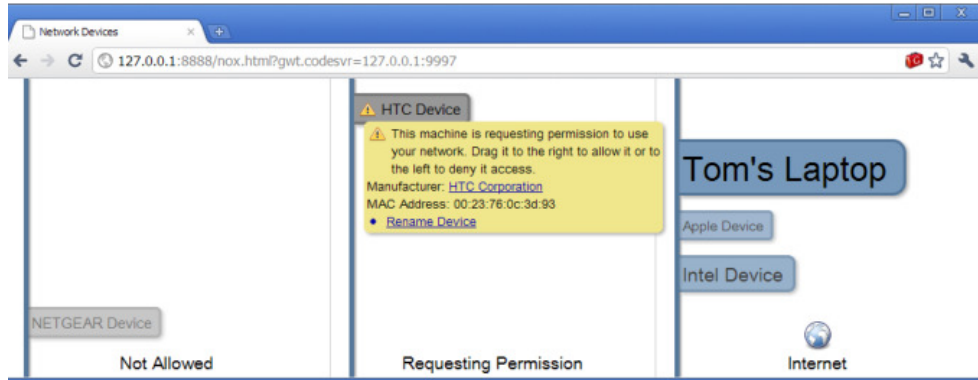 Network Devices
127.0.0.1:8888/nox.html?gwt.codesvr=127.0.0.1:9997
HTC Device
This machine is requesting permission to use
your network. Drag it to the right to allow it or to
the left to deny it access.
Manufacturer: HTC Corporation
MAC Address: 00:23:76:0c:3d:93
• Rename Device
Tom's Laptop
Apple Device
Intel Device
NETGEAR Device
Not Allowed
Requesting Permission
Internet